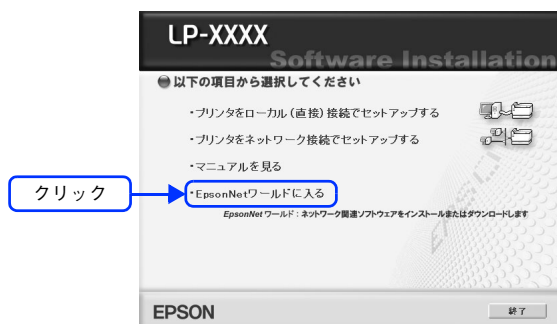 LP-XXXX
Software Installation
以下の項目から選択してください
・プリンタをローカル(直接)接続でセットアップする
・プリンタをネットワーク接続でセットアップする
・マニュアルを見る
クリック
・EpsonNetワールドに入る
EpsonNet ワールド：ネットワーク関連ソフトウェアをインストールまたはダウンロードします
EPSON
EPSON
終了